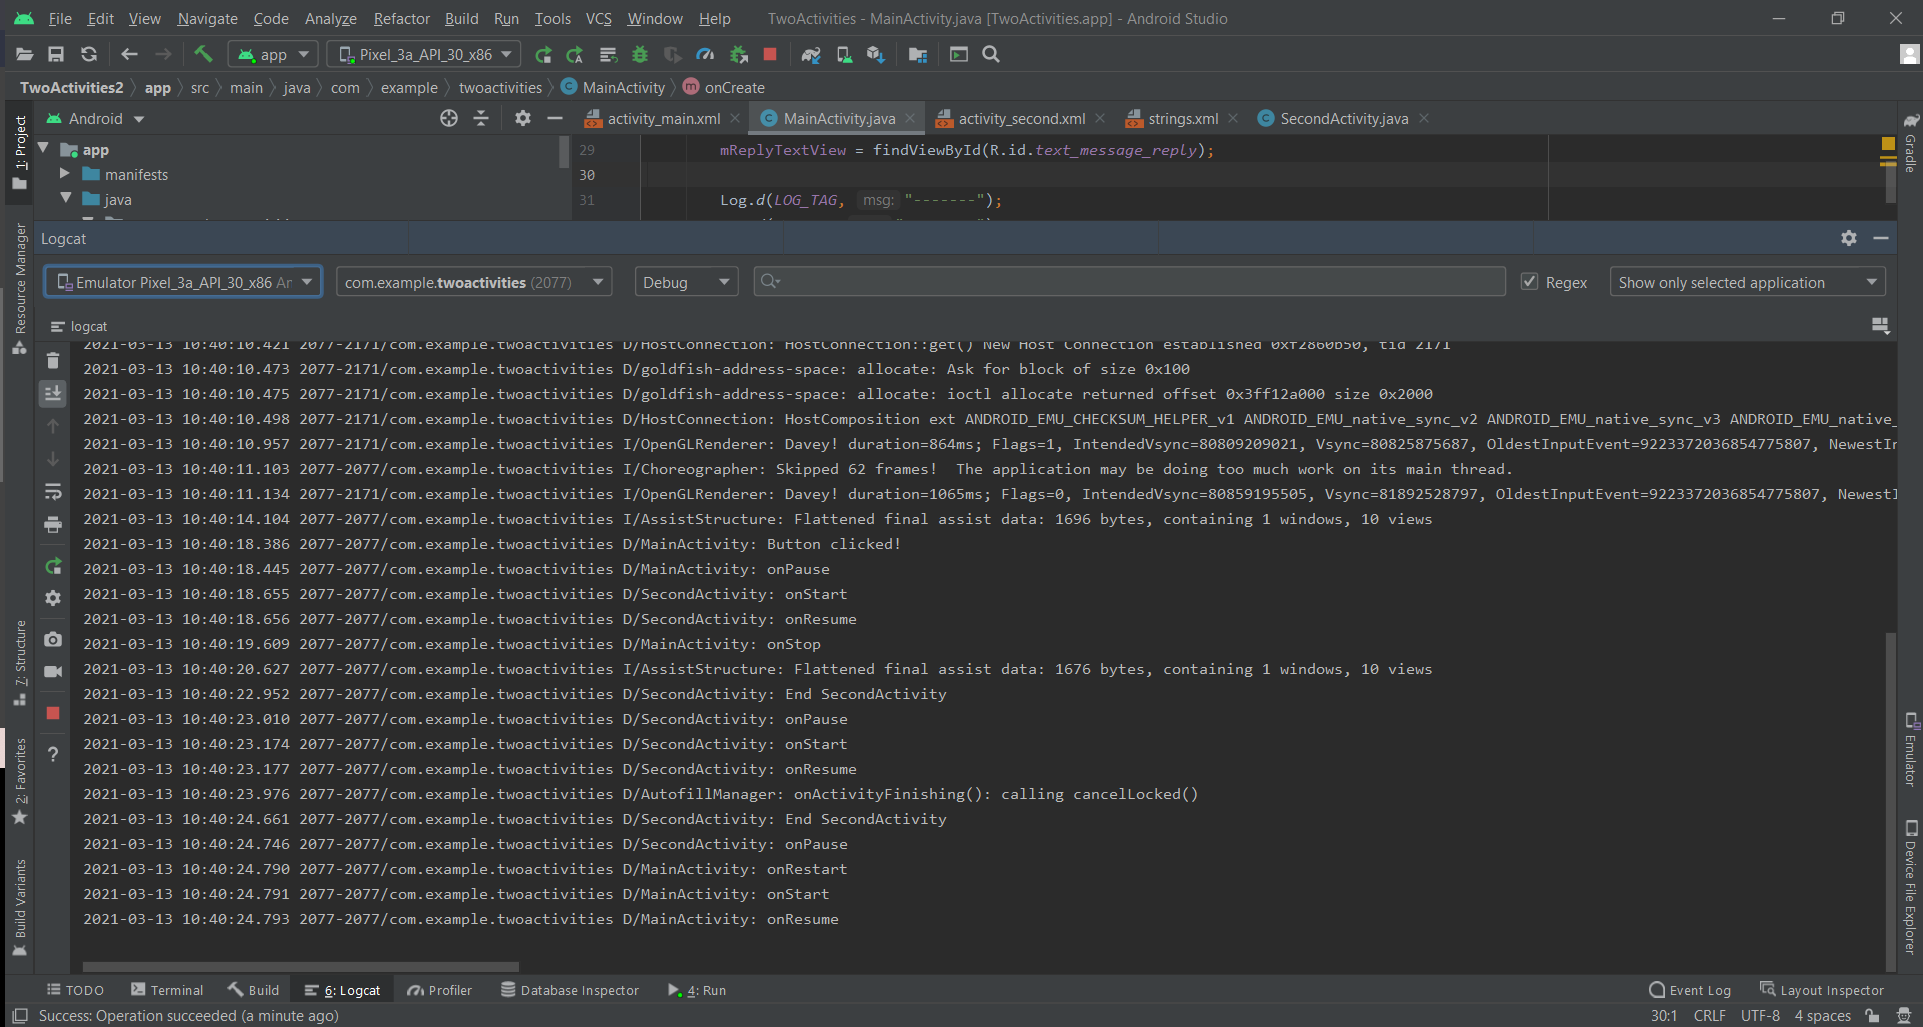 File Edit View Navigate Code Analyze Refactor Build Run Tools VCS Window Help TwoActivities - MainActivity.java [TwoActivities.app] - Android Studio
app Pixel_3a_API_30_x86
TwoActivities2 app src main java com example twoactivities MainActivity onCreate
Android activity_main.xml MainActivity.java activity_second.xml strings.xml SecondActivity.java
app
manifests
java
29 mReplyTextView = findViewById(R.id.text_message_reply);
30
31 Log.d(LOG_TAG, msg: "-------");
Logcat
Emulator Pixel_3a_API_30_x86 Ar com.example.twoactivities (2077) Debug Regex Show only selected application
logcat
2021-03-13 10:40:10.421 2077-2171/com.example.twoactivities D/HostConnection: HostConnection::get() New Host Connection established 0xf2860b50, tid 2171
2021-03-13 10:40:10.473 2077-2171/com.example.twoactivities D/goldfish-address-space: allocate: Ask for block of size 0x100
2021-03-13 10:40:10.475 2077-2171/com.example.twoactivities D/goldfish-address-space: allocate: ioctl allocate returned offset 0x3ff12a000 size 0x2000
2021-03-13 10:40:10.498 2077-2171/com.example.twoactivities D/HostConnection: HostComposition ext ANDROID_EMU_CHECKSUM_HELPER_v1 ANDROID_EMU_native_sync_v2 ANDROID_EMU_native_sync_v3 ANDROID_EMU_native_
2021-03-13 10:40:10.957 2077-2171/com.example.twoactivities I/OpenGLRenderer: Davey! duration=864ms; Flags=1, IntendedVsync=80809209021, Vsync=80825875687, OldestInputEvent=9223372036854775807, NewestIn
2021-03-13 10:40:11.103 2077-2077/com.example.twoactivities I/Choreographer: Skipped 62 frames!  The application may be doing too much work on its main thread.
2021-03-13 10:40:11.134 2077-2171/com.example.twoactivities I/OpenGLRenderer: Davey! duration=1065ms; Flags=0, IntendedVsync=80859195505, Vsync=81892528797, OldestInputEvent=9223372036854775807, NewestI
2021-03-13 10:40:14.104 2077-2077/com.example.twoactivities I/AssistStructure: Flattened final assist data: 1696 bytes, containing 1 windows, 10 views
2021-03-13 10:40:18.386 2077-2077/com.example.twoactivities D/MainActivity: Button clicked!
2021-03-13 10:40:18.445 2077-2077/com.example.twoactivities D/MainActivity: onPause
2021-03-13 10:40:18.655 2077-2077/com.example.twoactivities D/SecondActivity: onStart
2021-03-13 10:40:18.656 2077-2077/com.example.twoactivities D/SecondActivity: onResume
2021-03-13 10:40:19.609 2077-2077/com.example.twoactivities D/MainActivity: onStop
2021-03-13 10:40:20.627 2077-2077/com.example.twoactivities I/AssistStructure: Flattened final assist data: 1676 bytes, containing 1 windows, 10 views
2021-03-13 10:40:22.952 2077-2077/com.example.twoactivities D/SecondActivity: End SecondActivity
2021-03-13 10:40:23.010 2077-2077/com.example.twoactivities D/SecondActivity: onPause
2021-03-13 10:40:23.174 2077-2077/com.example.twoactivities D/SecondActivity: onStart
2021-03-13 10:40:23.177 2077-2077/com.example.twoactivities D/SecondActivity: onResume
2021-03-13 10:40:23.976 2077-2077/com.example.twoactivities D/AutofillManager: onActivityFinishing(): calling cancelLocked()
2021-03-13 10:40:24.661 2077-2077/com.example.twoactivities D/SecondActivity: End SecondActivity
2021-03-13 10:40:24.746 2077-2077/com.example.twoactivities D/SecondActivity: onPause
2021-03-13 10:40:24.790 2077-2077/com.example.twoactivities D/MainActivity: onRestart
2021-03-13 10:40:24.791 2077-2077/com.example.twoactivities D/MainActivity: onStart
2021-03-13 10:40:24.793 2077-2077/com.example.twoactivities D/MainActivity: onResume
1: Project
Resource Manager
7: Structure
2: Favorites
Build Variants
Gradle
Emulator
Device File Explorer
TODO Terminal Build 6: Logcat Profiler Database Inspector 4: Run Event Log Layout Inspector
Success: Operation succeeded (a minute ago) 30:1 CRLF UTF-8 4 spaces